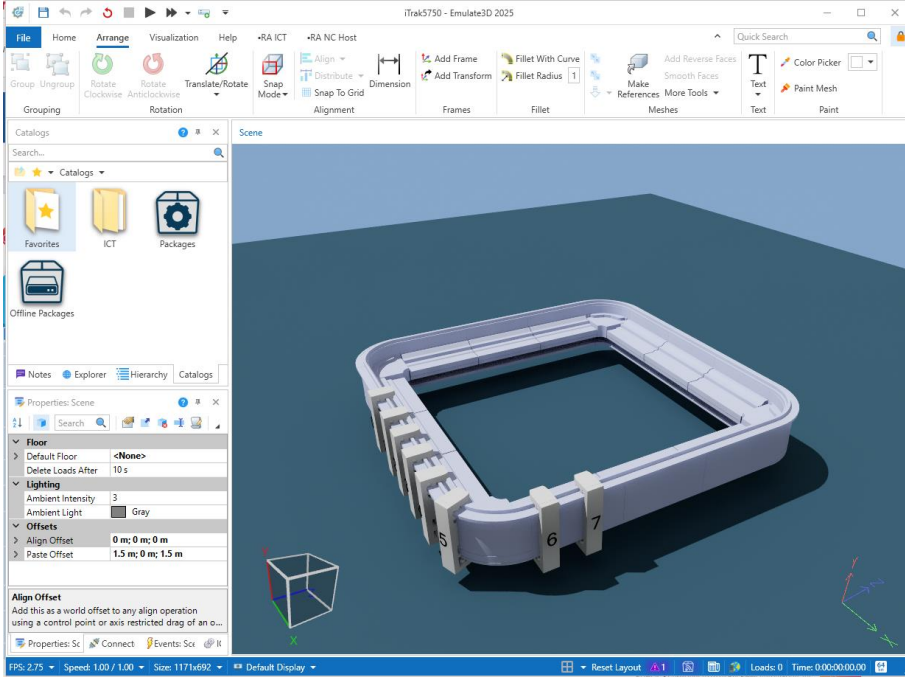 iTrak5750 - Emulate3D 2025
File Home Arrange Visualization Help •RA ICT •RA NC Host Quick Search
Group Ungroup
Rotate Clockwise
Rotate Anticlockwise
Translate/Rotate
Snap Mode
Align
Distribute
Snap To Grid
Dimension
Add Frame
Add Transform
Fillet With Curve
Fillet Radius 1
Make References
Add Reverse Faces
Smooth Faces
More Tools
Text
Color Picker
Paint Mesh
Grouping Rotation Alignment Frames Fillet Meshes Text Paint
Catalogs
Scene
Search...
Catalogs
Favorites ICT Packages
Offline Packages
Notes Explorer Hierarchy Catalogs
Properties: Scene
Search
Floor
Default Floor <None>
Delete Loads After 10 s
Lighting
Ambient Intensity 3
Ambient Light Gray
Offsets
Align Offset 0 m; 0 m; 0 m
Paste Offset 1.5 m; 0 m; 1.5 m
Align Offset
Add this as a world offset to any align operation
using a control point or axis restricted drag of an o...
Properties: Sc Connect Events: Sce
5 6 7
X
FPS: 2.75 Speed: 1.00 / 1.00 Size: 1171x692 Default Display Reset Layout 1 Loads: 0 Time: 0:00:00:00.00